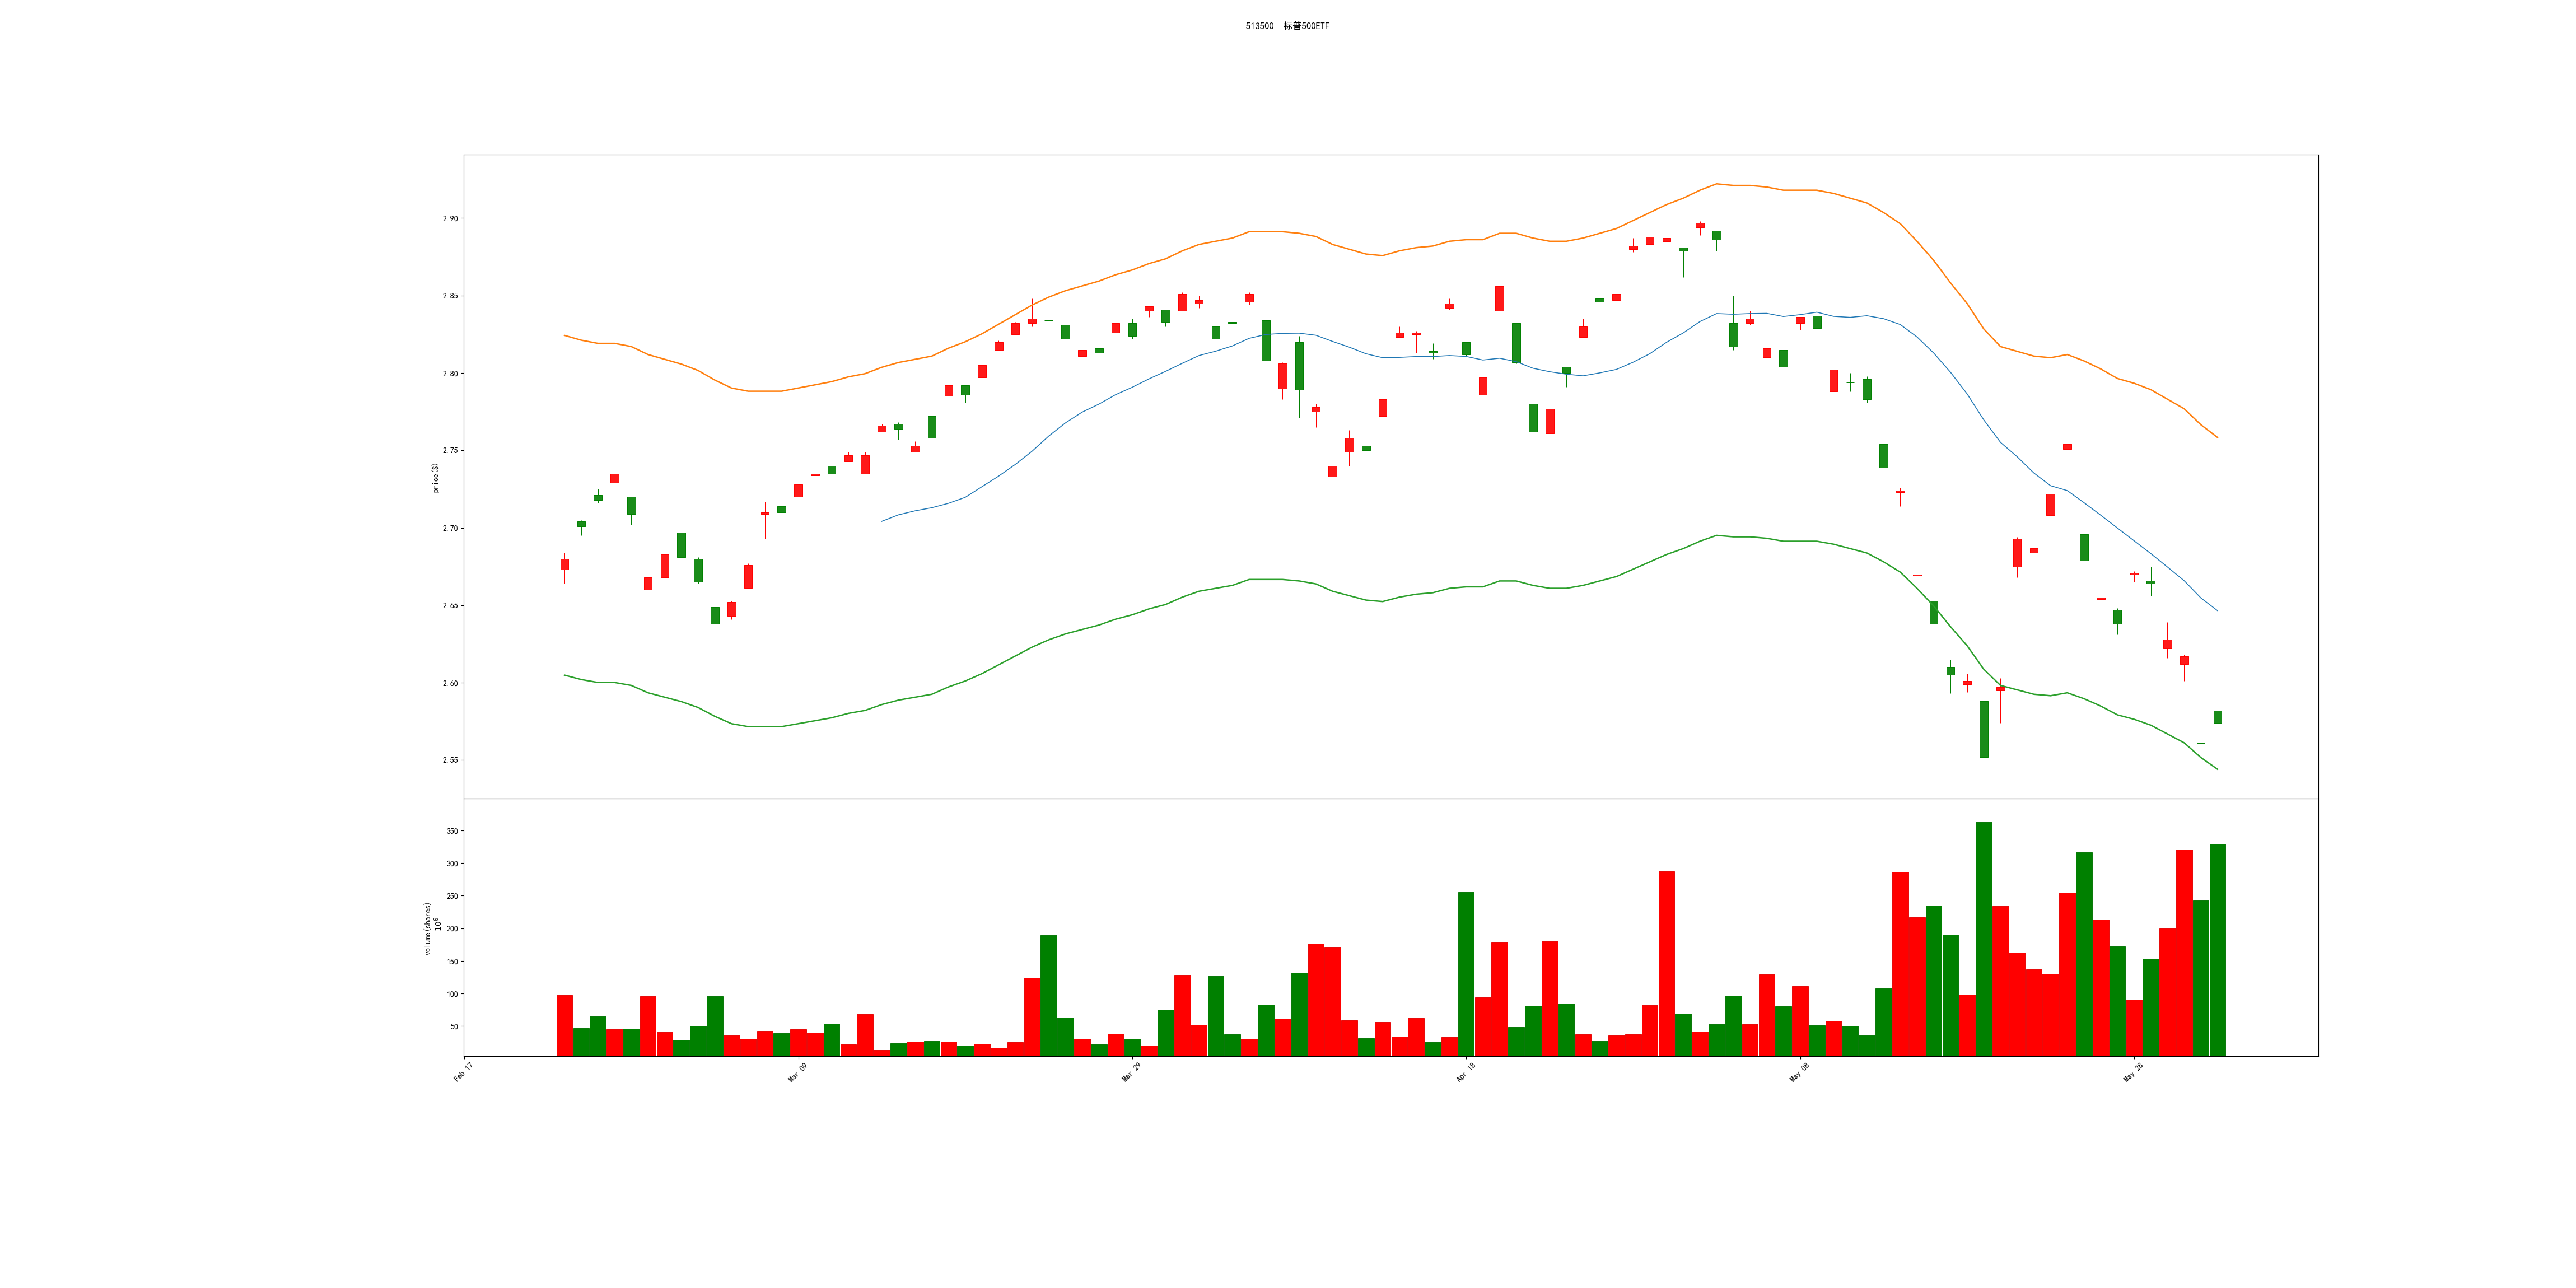 513500 标普500ETF
price($)
2.90
2.85
2.80
2.75
2.70
2.65
2.60
2.55
volume(shares)
10^6
350
300
250
200
150
100
50
Feb 17
Mar 09
Mar 29
Apr 18
May 08
May 28